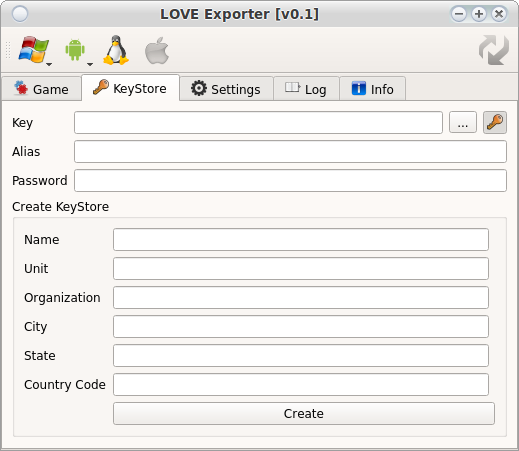 LOVE Exporter [v0.1]
Game KeyStore Settings Log Info
Key ...
Alias
Password
Create KeyStore
Name
Unit
Organization
City
State
Country Code
Create